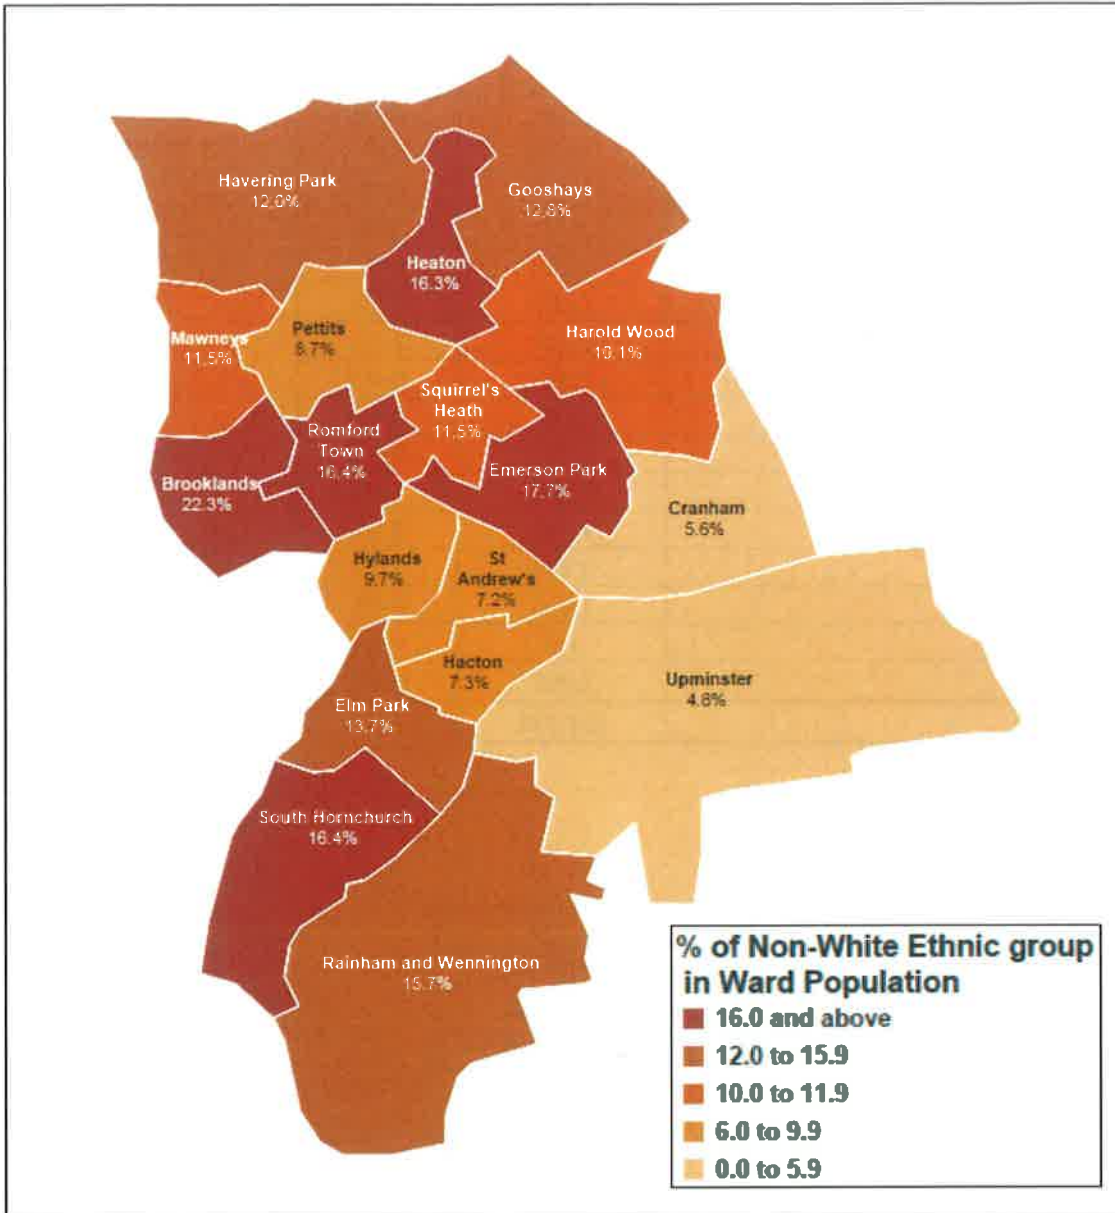 Havering Park
Gooshays
12.8%
Heaton
16.3%
Pettits
8.7%
Mawneys
11.5%
Harold Wood
10.1%
Squirrel's
Heath
11.5%
Romford
Town
16.4%
Emerson Park
17.7%
Brooklands
22.3%
Cranham
5.6%
Hylands
9.7%
St
Andrew's
7.2%
Hacton
7.3%
Upminster
Elm Park
13.7%
South Hornchurch
16.4%
Rainham and Wennington
15.7%
% of Non-White Ethnic group
in Ward Population
16.0 and above
12.0 to 15.9
10.0 to 11.9
6.0 to 9.9
0.0 to 5.9